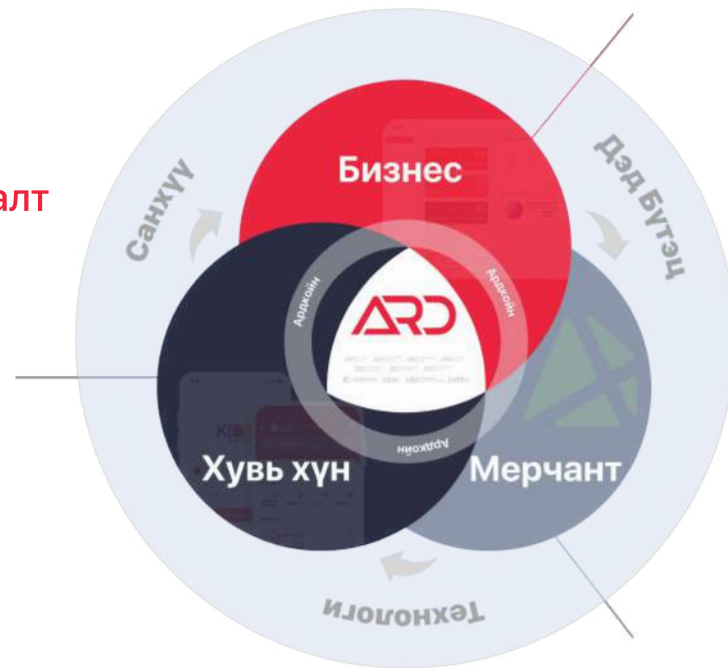 алт
Санхүү
Дэд Бүтэц
Бизнес
Ардкойн
Ардкойн
ARD
Хувь хүн
Мерчант
Ардкойн
Технологи